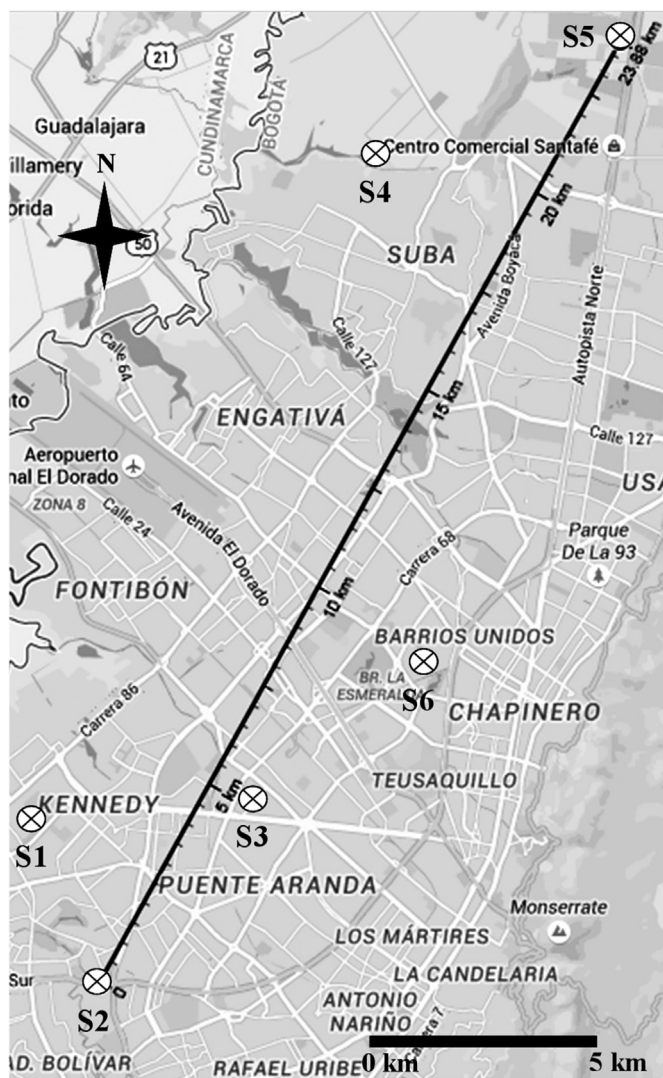 S5
23.88 km
21
CUNDINAMARCA
BOGOTÁ
Guadalajara
illamery
N
orida
50
Centro Comercial Santafé
S4
20 km
SUBA
Avenida Boyacá
Autopista Norte
Calle 64
Calle 127
15 km
ENGATIVÁ
Calle 127
Aeropuerto
nal El Dorado
USA
ZONA 8
Calle 24
Avenida El Dorado
Parque
De La 93
Carrera 68
FONTIBÓN
10 km
BARRIOS UNIDOS
BR. LA
S6
CHAPINERO
Carrera 86
TEUSAQUILLO
5 km
KENNEDY
S3
S1
PUENTE ARANDA
Monserrate
LOS MÁRTIRES
Sur
LA CANDELARIA
0
S2
ANTONIO
NARIÑO
Carrera 7
0 km
5 km
AD. BOLÍVAR
RAFAEL URIBE